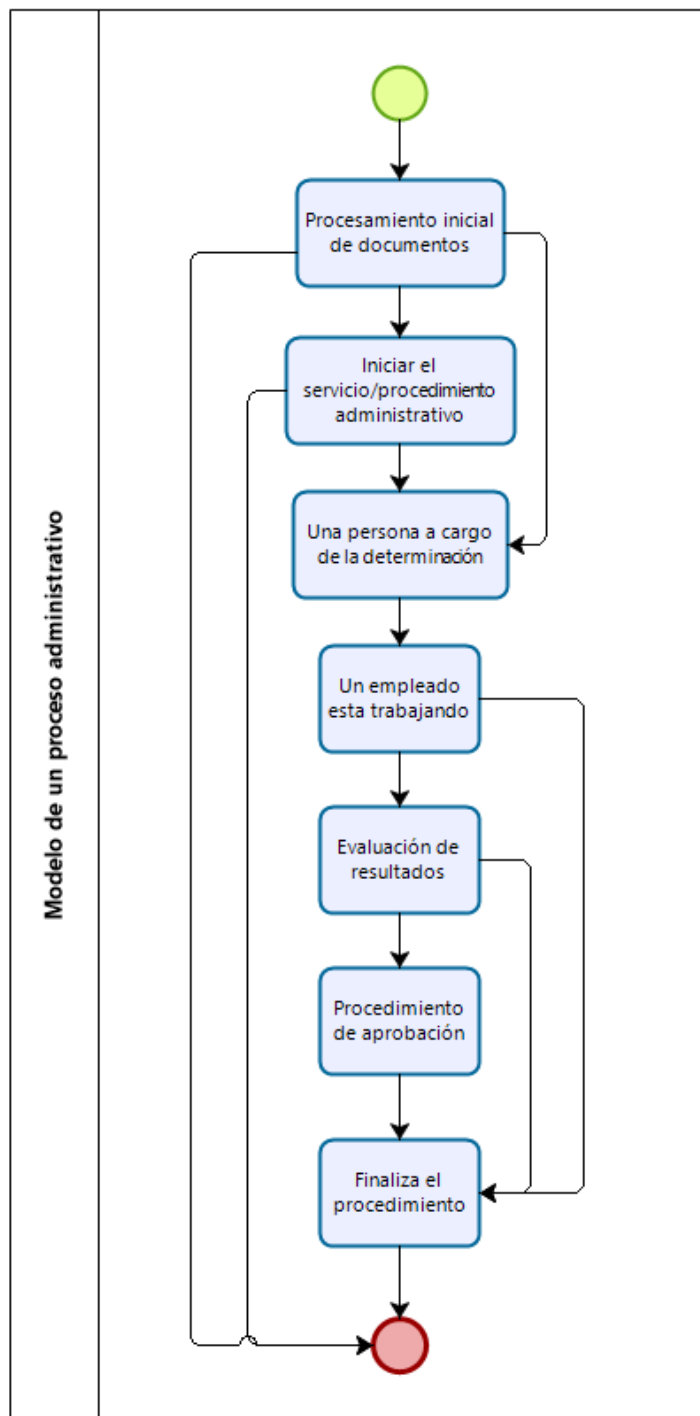 Modelo de un proceso administrativo
Procesamiento inicial
de documentos
Iniciar el
servicio/procedimiento
administrativo
Una persona a cargo
de la determinación
Un empleado
esta trabajando
Evaluación de
resultados
Procedimiento
de aprobación
Finaliza el
procedimiento